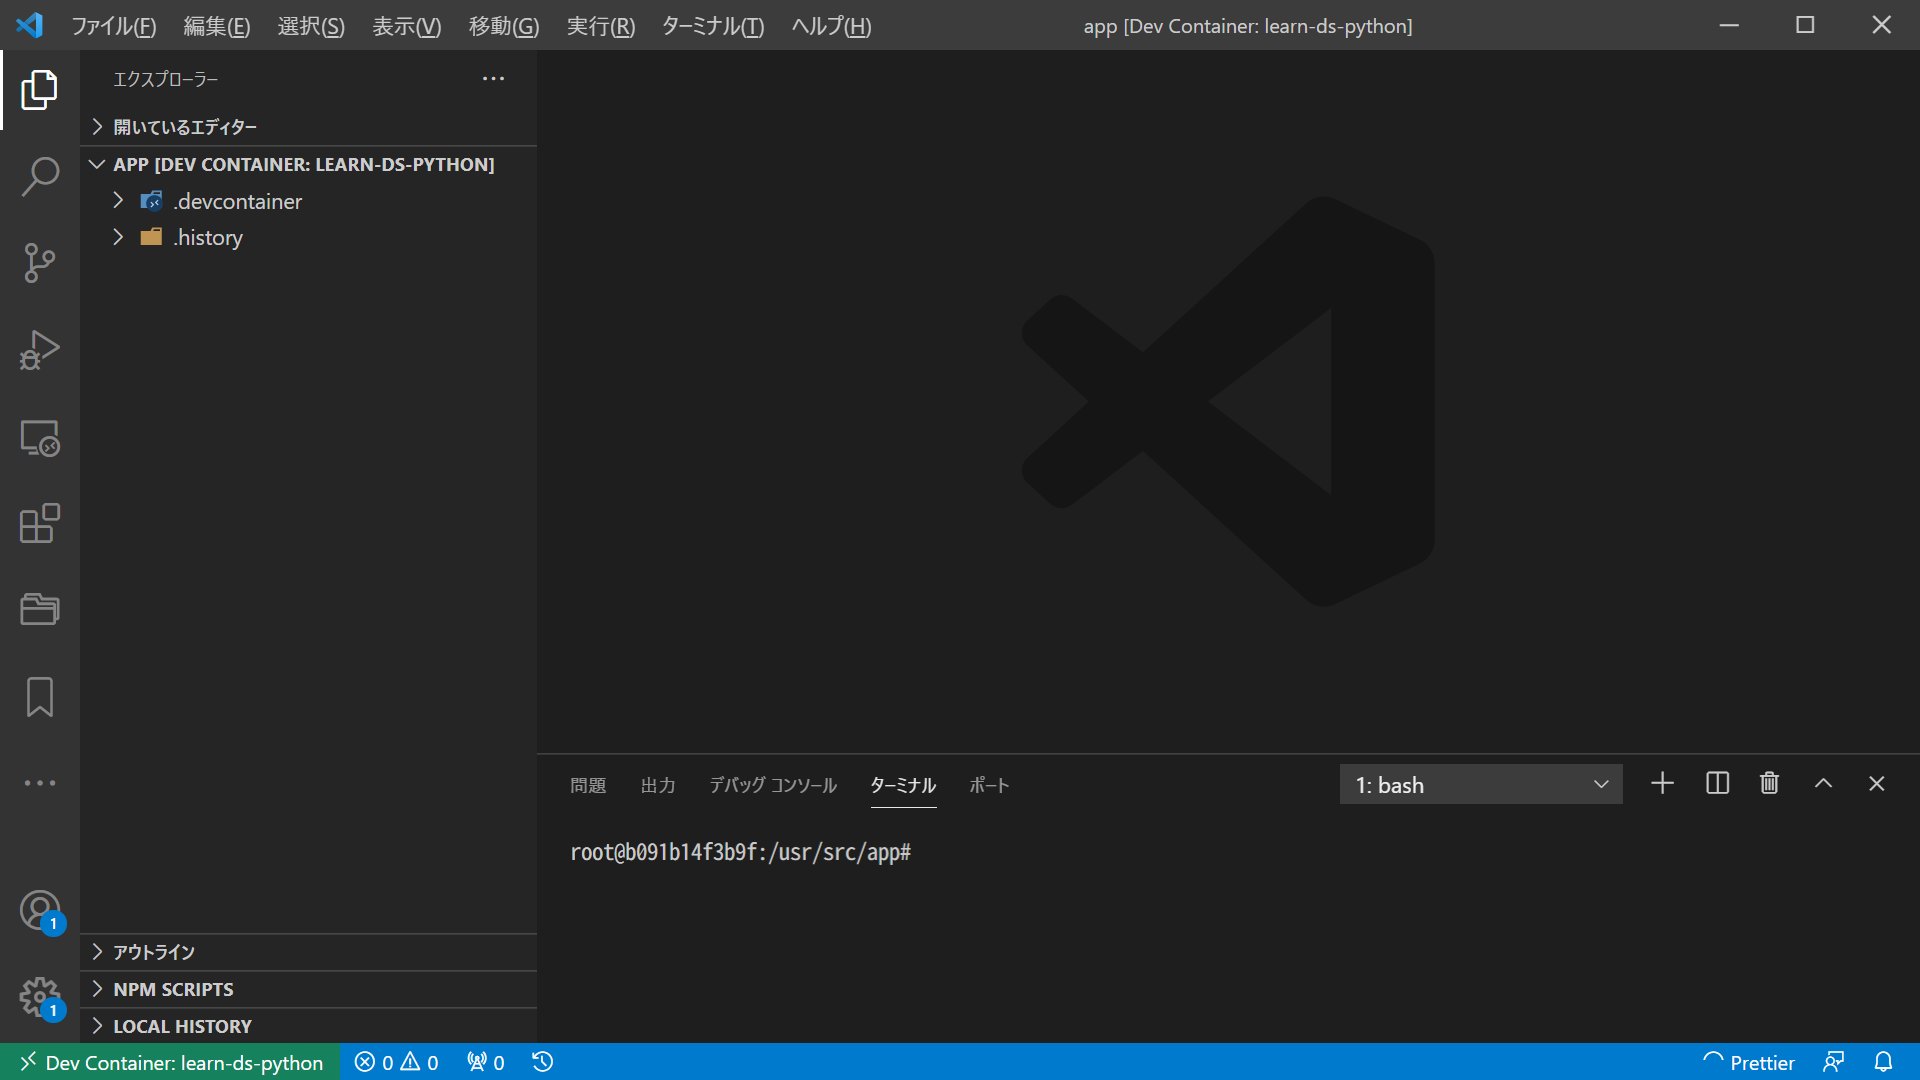 ファイル(F) 編集(E) 選択(S) 表示(V) 移動(G) 実行(R) ターミナル(T) ヘルプ(H) app [Dev Container: learn-ds-python]
エクスプローラー
開いているエディター
APP [DEV CONTAINER: LEARN-DS-PYTHON]
.devcontainer
.history
問題 出力 デバッグ コンソール ターミナル ポート 1: bash
root@b091b14f3b9f:/usr/src/app#
1
アウトライン
NPM SCRIPTS
1
LOCAL HISTORY
Dev Container: learn-ds-python 0 0 0 Prettier